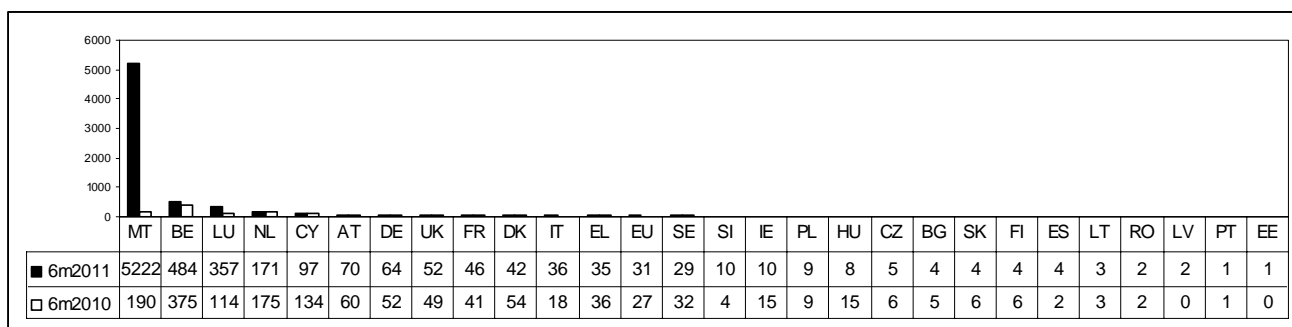 6000
5000
4000
3000
2000
1000
0
MT BE LU NL CY AT DE UK FR DK IT EL EU SE SI IE PL HU CZ BG SK FI ES LT RO LV PT EE
6m2011 5222 484 357 171 97 70 64 52 46 42 36 35 31 29 10 10 9 8 5 4 4 4 4 3 2 2 1 1
6m2010 190 375 114 175 134 60 52 49 41 54 18 36 27 32 4 15 9 15 6 5 6 6 2 3 2 0 1 0